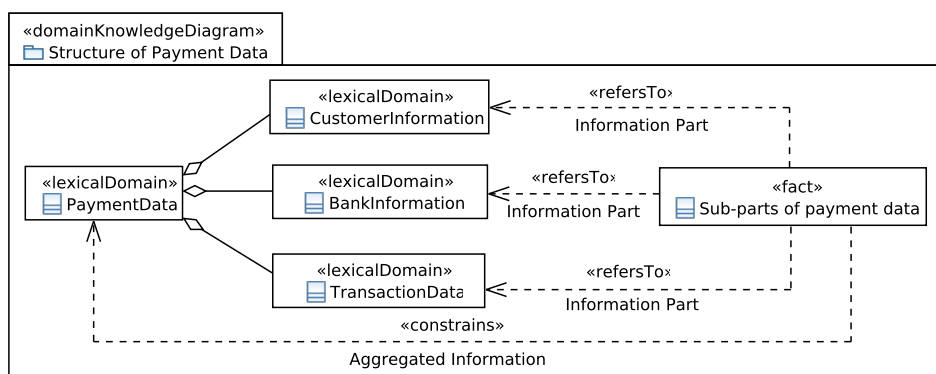 «domainKnowledgeDiagram»
Structure of Payment Data
«lexicalDomain»
CustomerInformation
«refersTo»
Information Part
«lexicalDomain»
PaymentData
«lexicalDomain»
BankInformation
«refersTo»
Information Part
«fact»
Sub-parts of payment data
«lexicalDomain»
TransactionData
«refersTo»
Information Part
«constrains»
Aggregated Information